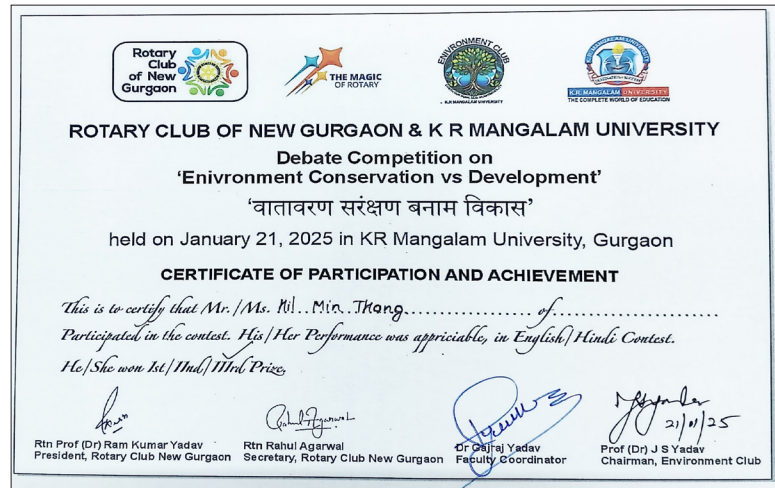 Rotary
Club
of New
Gurgaon
THE MAGIC
OF ROTARY
ENIVRONMENT CLUB
K.R MANGALAM UNIVERSITY
K.R. MANGALAM UNIVERSITY
K.R. MANGALAM UNIVERSITY
THE COMPLETE WORLD OF EDUCATION
ROTARY CLUB OF NEW GURGAON & K R MANGALAM UNIVERSITY
Debate Competition on
‘Enivronment Conservation vs Development’
‘वातावरण सरंक्षण बनाम विकास’
held on January 21, 2025 in KR Mangalam University, Gurgaon
CERTIFICATE OF PARTICIPATION AND ACHIEVEMENT
This is to certify that Mr./Ms. Min Thang of
Participated in the contest. His/Her Performance was appriciable, in English/Hindi Contest.
He/She won Ist/IInd/IIIrd Prize,
Rahul Agarwal
21/01/25
Rtn Prof (Dr) Ram Kumar Yadav
President, Rotary Club New Gurgaon
Rtn Rahul Agarwal
Secretary, Rotary Club New Gurgaon
Dr Gajraj Yadav
Faculty Coordinator
Prof (Dr) J S Yadav
Chairman, Environment Club